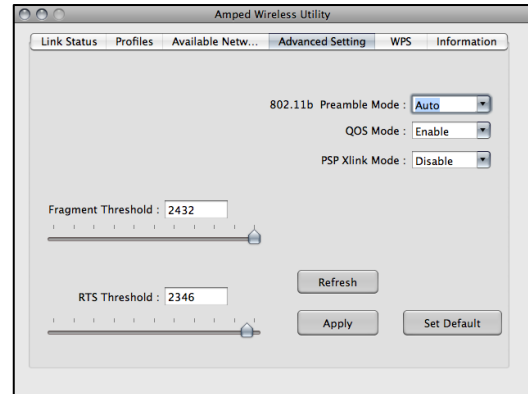 Amped Wireless Utility
Link Status Profiles Available Netw... Advanced Setting WPS Information
802.11b Preamble Mode : Auto
QOS Mode : Enable
PSP Xlink Mode : Disable
Fragment Threshold : 2432
Refresh
RTS Threshold : 2346
Apply Set Default